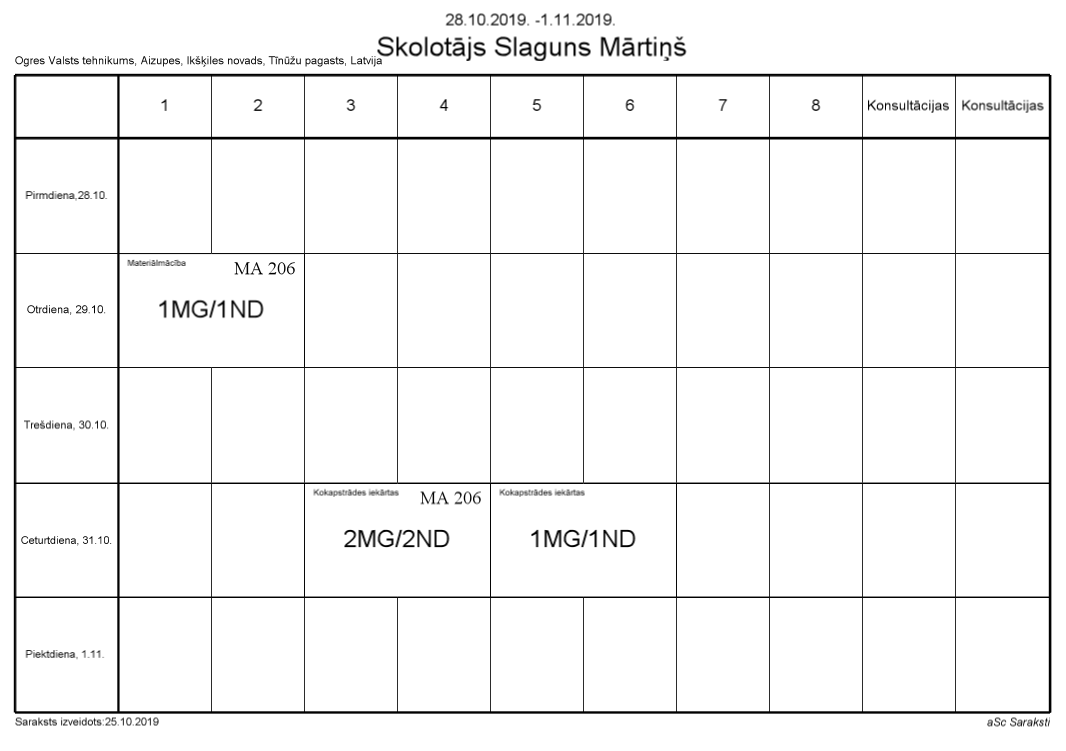 28.10.2019. -1.11.2019.
Skolotājs Slaguns Mārtiņš
Ogres Valsts tehnikums, Aizupes, Ikšķiles novads, Tīnūžu pagasts, Latvija
1 2 3 4 5 6 7 8 Konsultācijas Konsultācijas
Pirmdiena,28.10.
Materiālmācība MA 206
Otrdiena, 29.10. 1MG/1ND
Trešdiena, 30.10.
Kokapstrādes iekārtas MA 206 Kokapstrādes iekārtas
Ceturtdiena, 31.10. 2MG/2ND 1MG/1ND
Piektdiena, 1.11.
Saraksts izveidots:25.10.2019 aSc Saraksti